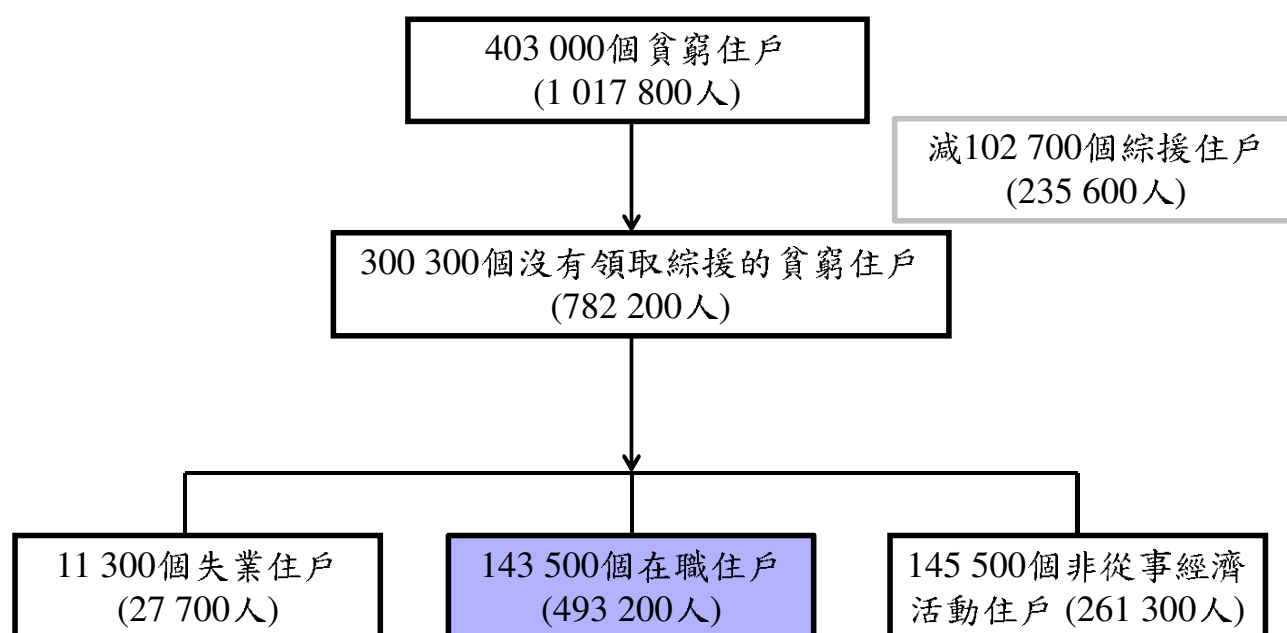 403 000個貧窮住戶
(1 017 800人)
減102 700個綜援住戶
(235 600人)
300 300個沒有領取綜援的貧窮住戶
(782 200人)
11 300個失業住戶
(27 700人)
143 500個在職住戶
(493 200人)
145 500個非從事經濟
活動住戶 (261 300人)